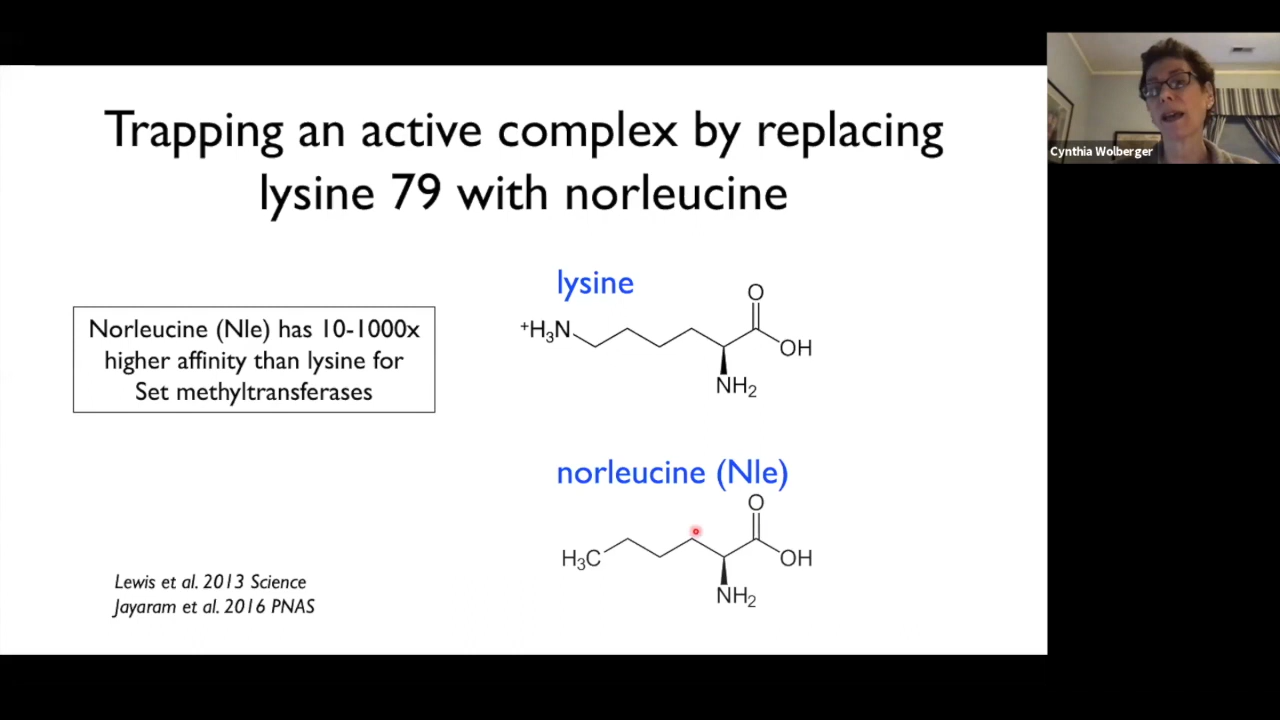 Trapping an active complex by replacing
lysine 79 with norleucine
Cynthia Wolberger
lysine
O
⁺H₃N
OH
NH₂
Norleucine (Nle) has 10-1000x
higher affinity than lysine for
Set methyltransferases
norleucine (Nle)
O
H₃C
OH
NH₂
Lewis et al. 2013 Science
Jayaram et al. 2016 PNAS